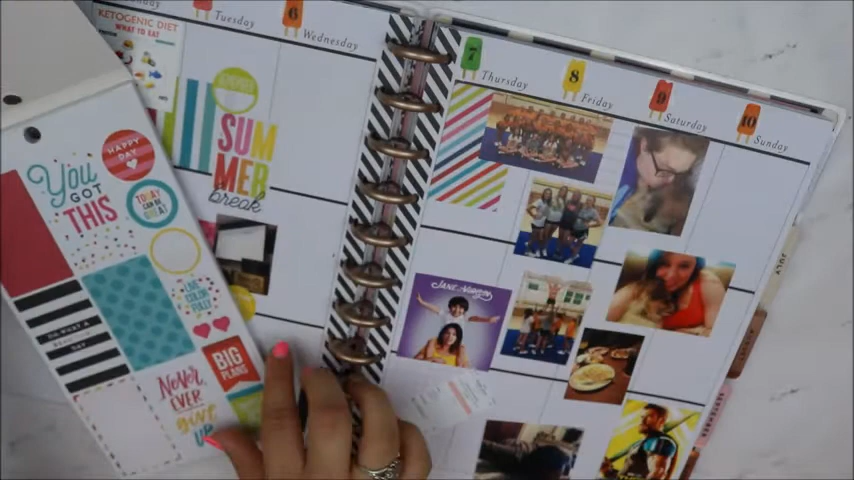 KETOGENIC DIET
WHAT TO EAT
Tuesday
6
Wednesday
7
Thursday
8
Friday
9
Saturday
10
Sunday
SUM
MER
break
HAPPY
DAY
You
GOT
THIS
TODAY
CAN BE
GREAT!
LIVE
COLOR
FULLY
BIG
PLANS
Never
EVER
give
UP
JULY